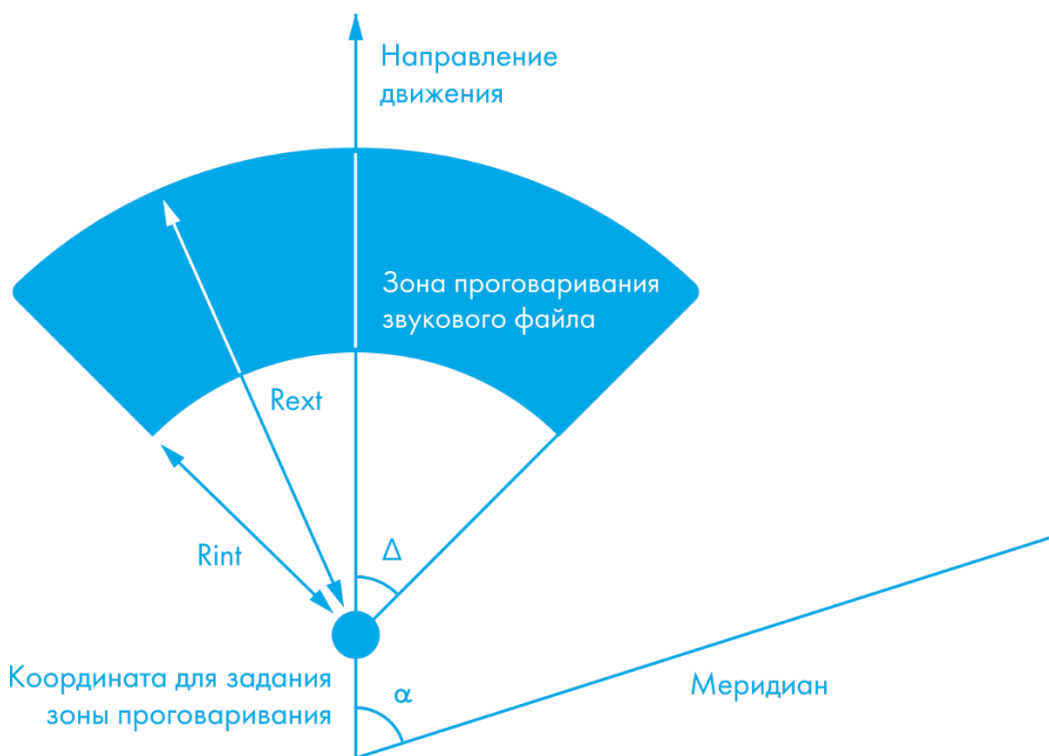 Направление
движения
Зона проговаривания
звукового файла
Rext
Rint
Δ
Координата для задания
зоны проговаривания
α
Меридиан